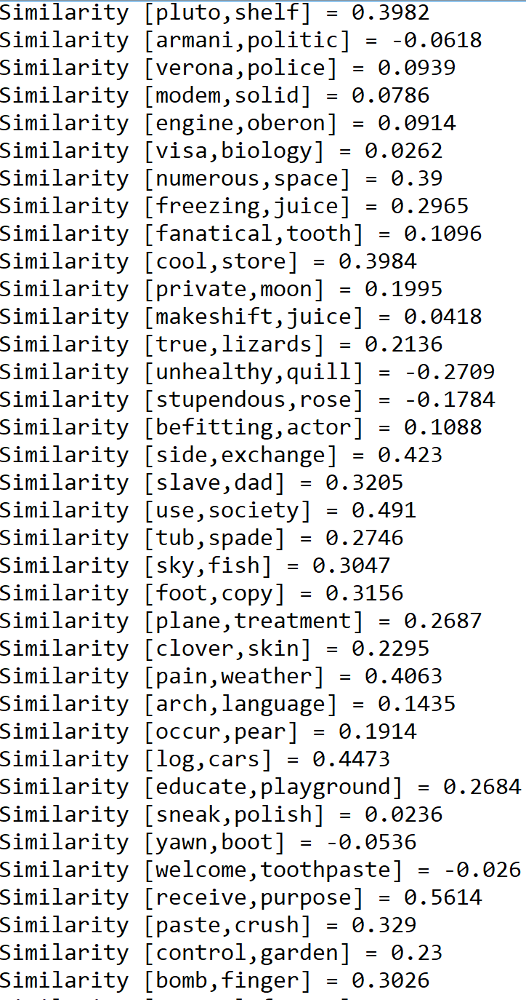 Similarity [pluto,shelf] = 0.3982
Similarity [armani,politic] = -0.0618
Similarity [verona,police] = 0.0939
Similarity [modem,solid] = 0.0786
Similarity [engine,oberon] = 0.0914
Similarity [visa,biology] = 0.0262
Similarity [numerous,space] = 0.39
Similarity [freezing,juice] = 0.2965
Similarity [fanatical,tooth] = 0.1096
Similarity [cool,store] = 0.3984
Similarity [private,moon] = 0.1995
Similarity [makeshift,juice] = 0.0418
Similarity [true,lizards] = 0.2136
Similarity [unhealthy,quill] = -0.2709
Similarity [stupendous,rose] = -0.1784
Similarity [befitting,actor] = 0.1088
Similarity [side,exchange] = 0.423
Similarity [slave,dad] = 0.3205
Similarity [use,society] = 0.491
Similarity [tub,spade] = 0.2746
Similarity [sky,fish] = 0.3047
Similarity [foot,copy] = 0.3156
Similarity [plane,treatment] = 0.2687
Similarity [clover,skin] = 0.2295
Similarity [pain,weather] = 0.4063
Similarity [arch,language] = 0.1435
Similarity [occur,pear] = 0.1914
Similarity [log,cars] = 0.4473
Similarity [educate,playground] = 0.2684
Similarity [sneak,polish] = 0.0236
Similarity [yawn,boot] = -0.0536
Similarity [welcome,toothpaste] = -0.026
Similarity [receive,purpose] = 0.5614
Similarity [paste,crush] = 0.329
Similarity [control,garden] = 0.23
Similarity [bomb,finger] = 0.3026